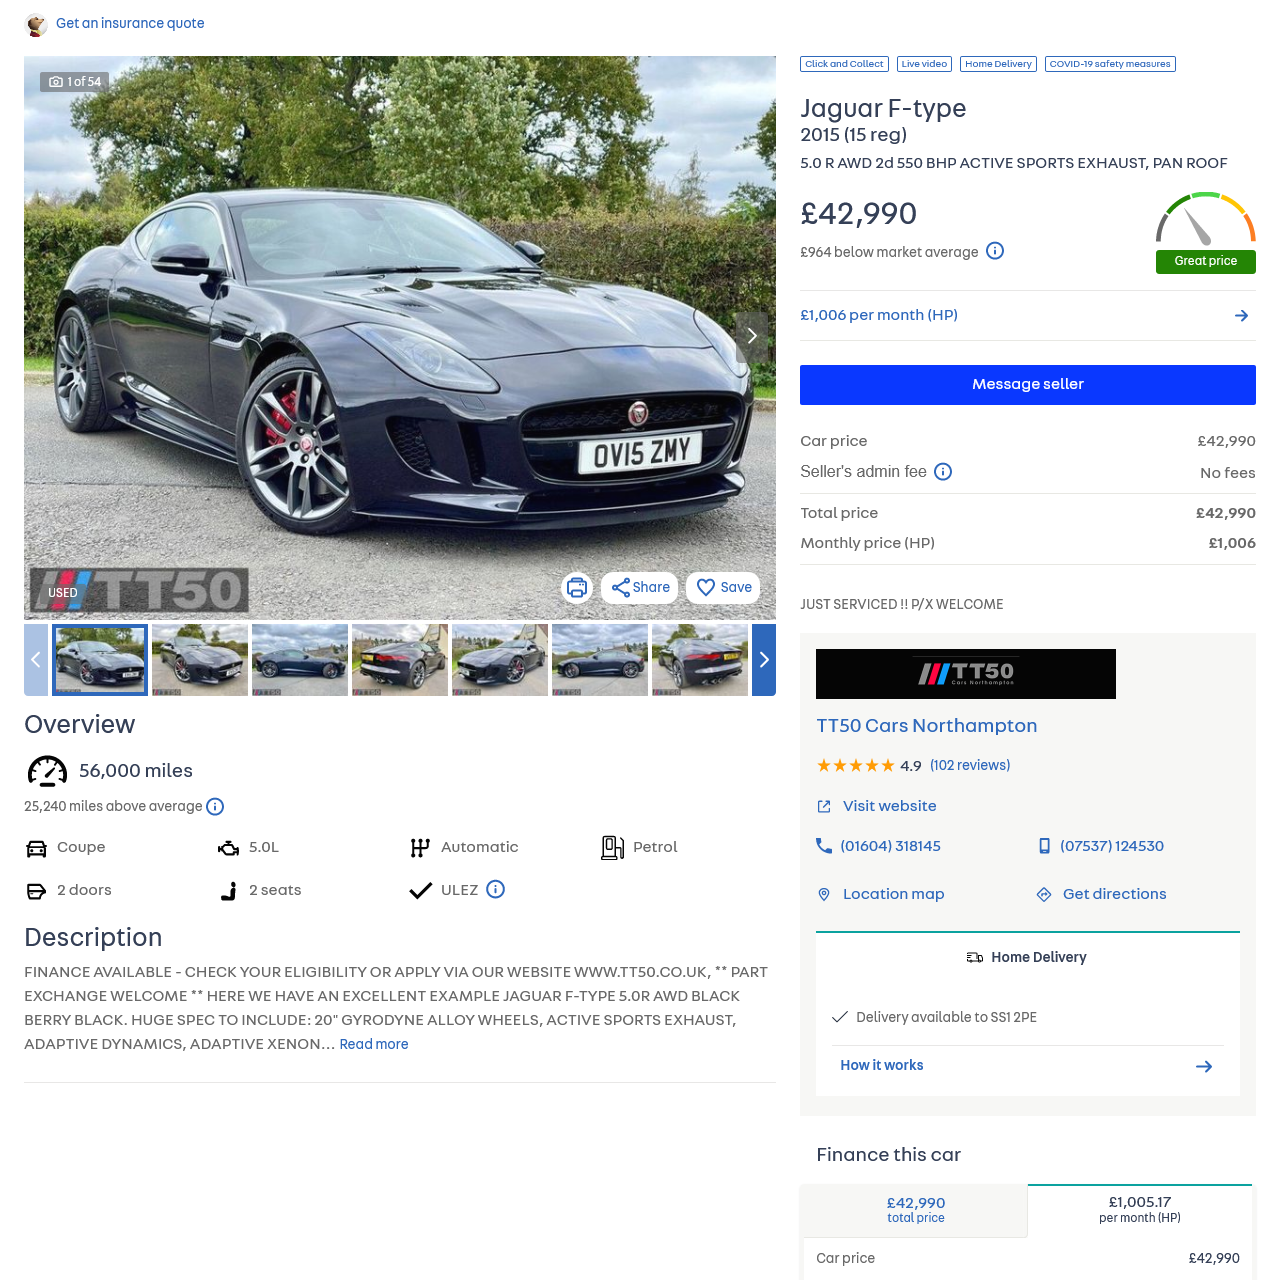 Get an insurance quote
1 of 54
OV15 ZMY
TT50
USED
Share
Save
Overview
56,000 miles
25,240 miles above average
Coupe
5.0L
Automatic
Petrol
2 doors
2 seats
ULEZ
Description
FINANCE AVAILABLE - CHECK YOUR ELIGIBILITY OR APPLY VIA OUR WEBSITE WWW.TT50.CO.UK, ** PART
EXCHANGE WELCOME ** HERE WE HAVE AN EXCELLENT EXAMPLE JAGUAR F-TYPE 5.0R AWD BLACK
BERRY BLACK. HUGE SPEC TO INCLUDE: 20" GYRODYNE ALLOY WHEELS, ACTIVE SPORTS EXHAUST,
ADAPTIVE DYNAMICS, ADAPTIVE XENON... Read more
Click and Collect
Live video
Home Delivery
COVID-19 safety measures
Jaguar F-type
2015 (15 reg)
5.0 R AWD 2d 550 BHP ACTIVE SPORTS EXHAUST, PAN ROOF
£42,990
£964 below market average
Great price
£1,006 per month (HP)
Message seller
Car price £42,990
Seller's admin fee No fees
Total price £42,990
Monthly price (HP) £1,006
JUST SERVICED !! P/X WELCOME
TT50
Cars Northampton
TT50 Cars Northampton
4.9 (102 reviews)
Visit website
(01604) 318145
(07537) 124530
Location map
Get directions
Home Delivery
Delivery available to SS1 2PE
How it works
Finance this car
£42,990
total price
£1,005.17
per month (HP)
Car price £42,990